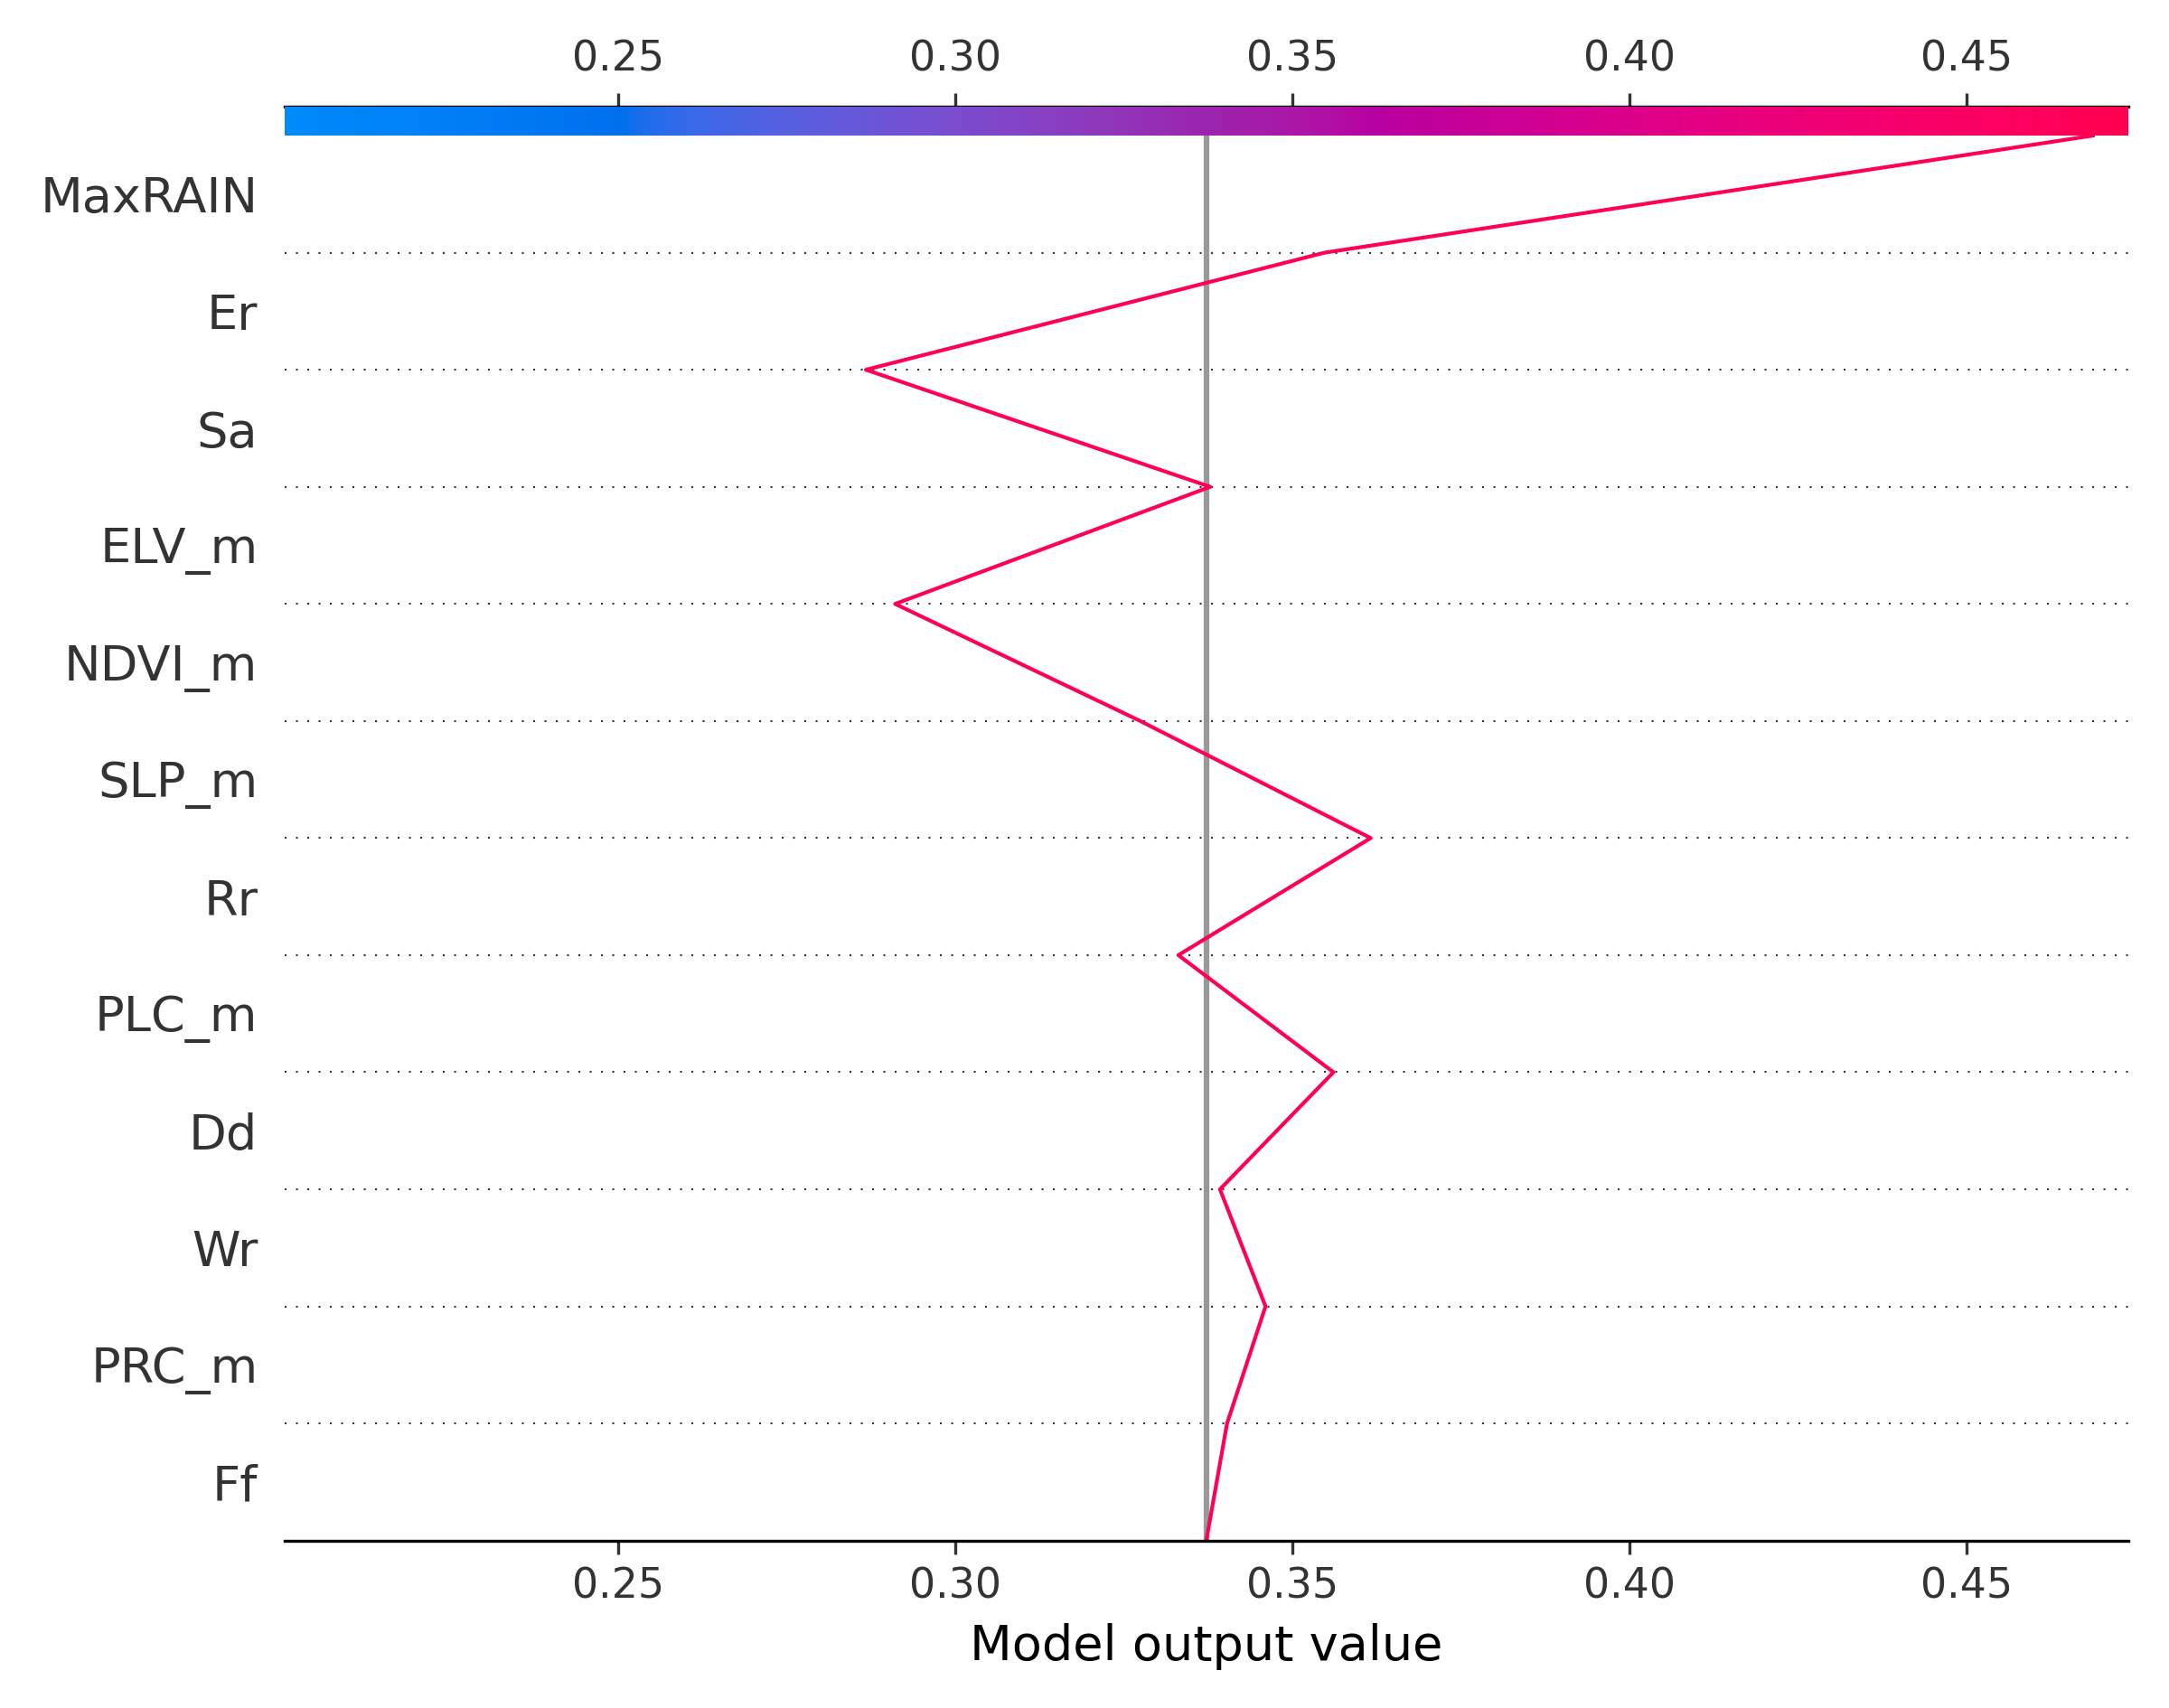 0.25 0.30 0.35 0.40 0.45
MaxRAIN
Er
Sa
ELV_m
NDVI_m
SLP_m
Rr
PLC_m
Dd
Wr
PRC_m
Ff
0.25 0.30 0.35 0.40 0.45
Model output value